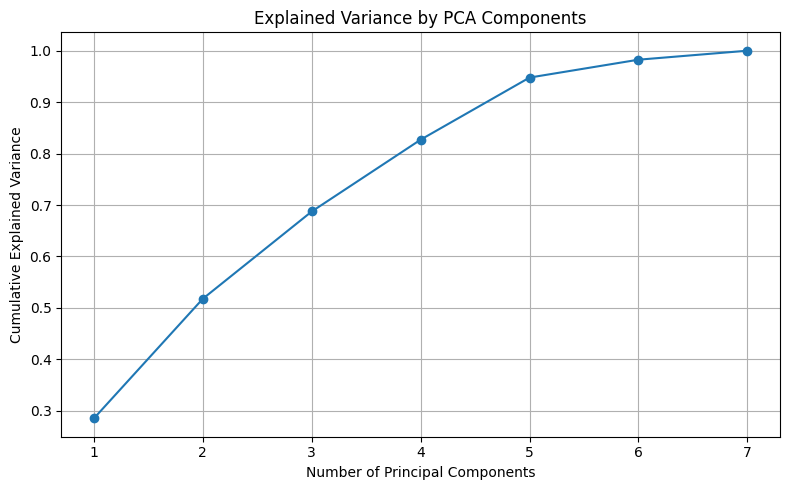 Explained Variance by PCA Components
Cumulative Explained Variance
1.0
0.9
0.8
0.7
0.6
0.5
0.4
0.3
1 2 3 4 5 6 7
Number of Principal Components